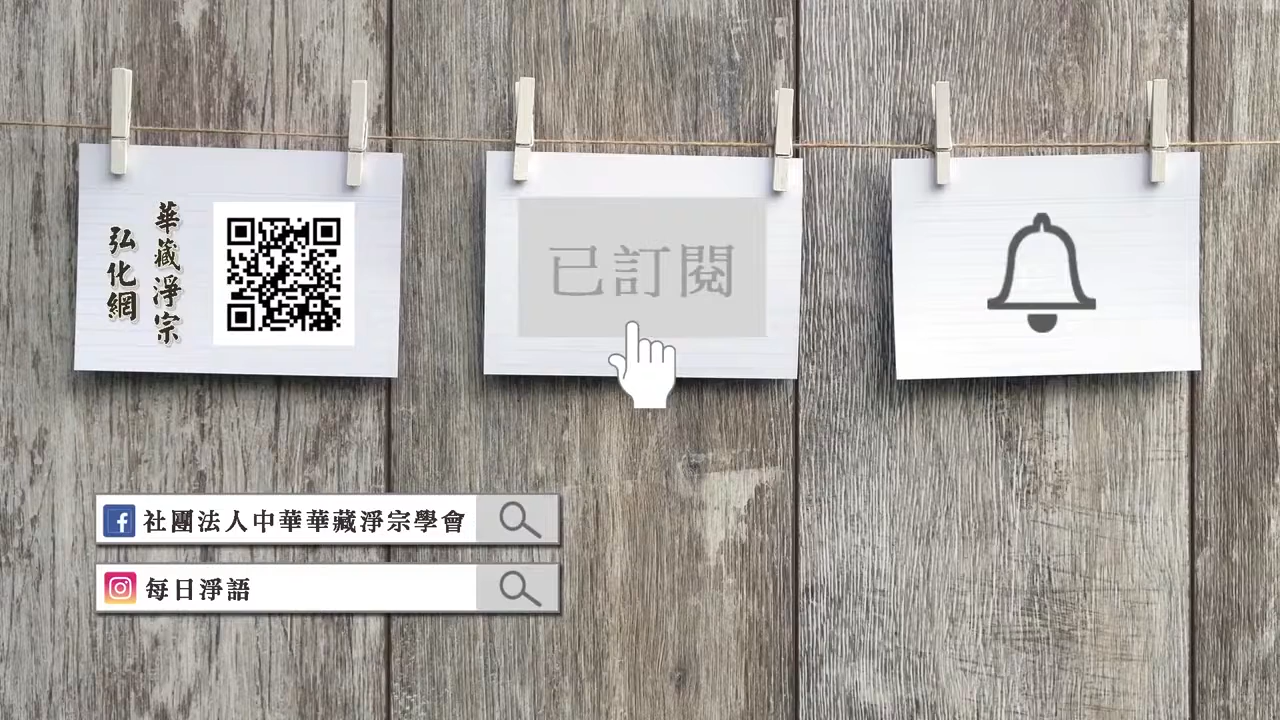 華藏淨宗
弘化網
已訂閱
社團法人中華華藏淨宗學會
每日淨語